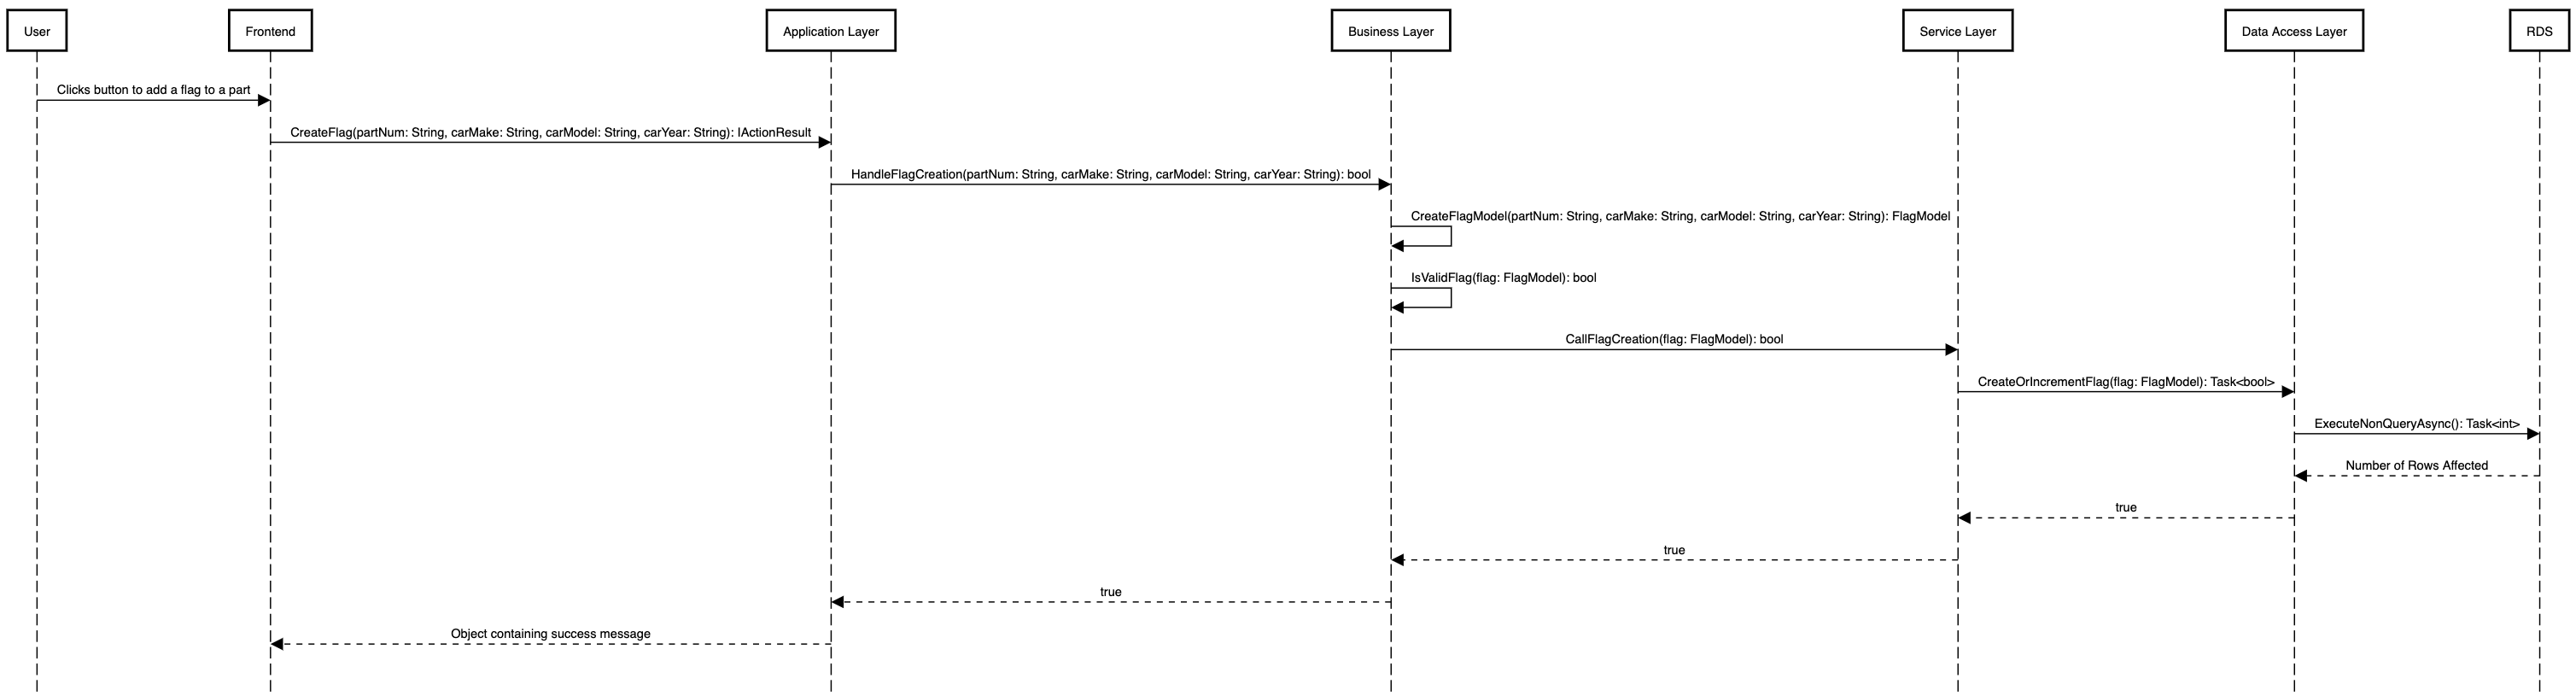 User
Frontend
Application Layer
Business Layer
Service Layer
Data Access Layer
RDS
Clicks button to add a flag to a part
CreateFlag(partNum: String, carMake: String, carModel: String, carYear: String): IActionResult
HandleFlagCreation(partNum: String, carMake: String, carModel: String, carYear: String): bool
CreateFlagModel(partNum: String, carMake: String, carModel: String, carYear: String): FlagModel
IsValidFlag(flag: FlagModel): bool
CallFlagCreation(flag: FlagModel): bool
CreateOrIncrementFlag(flag: FlagModel): Task<bool>
ExecuteNonQueryAsync(): Task<int>
Number of Rows Affected
true
true
true
Object containing success message